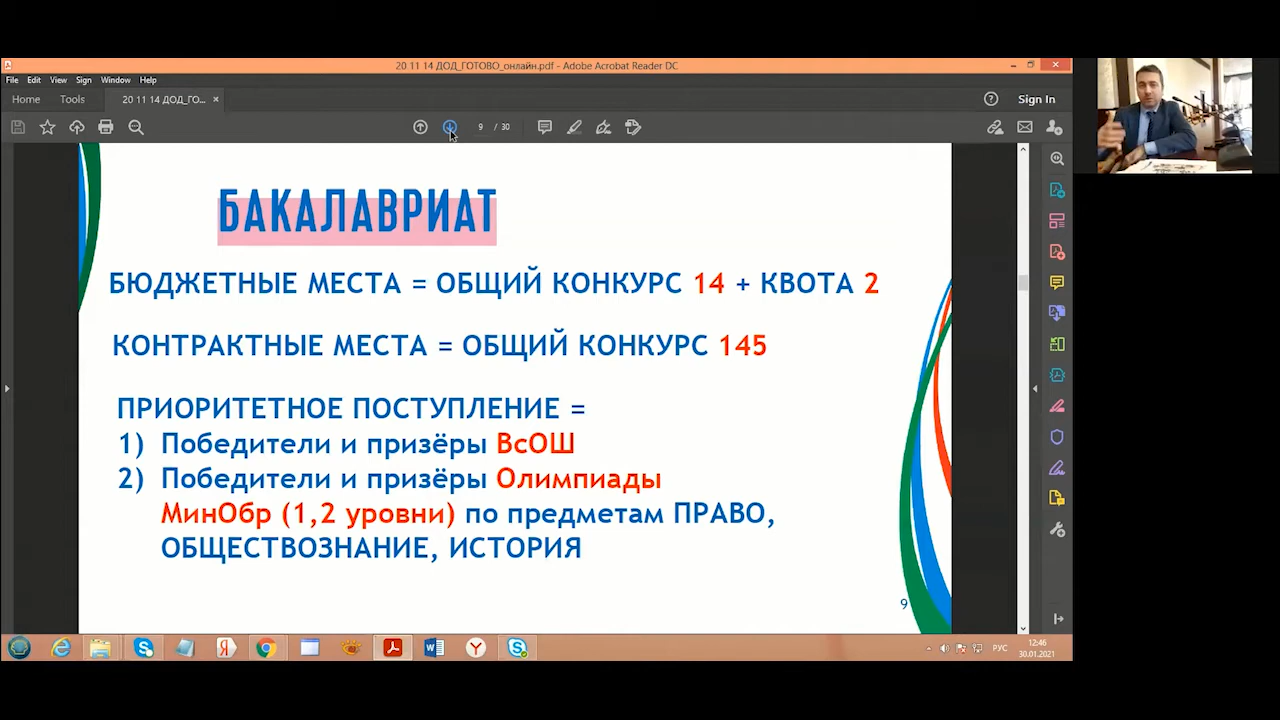 20 11 14 ДОД_ГОТОВО_онлайн.pdf - Adobe Acrobat Reader DC
File Edit View Sign Window Help
Home Tools 20 11 14 ДОД_ГО... × Sign In
9 / 30
БАКАЛАВРИАТ
БЮДЖЕТНЫЕ МЕСТА = ОБЩИЙ КОНКУРС 14 + КВОТА 2
КОНТРАКТНЫЕ МЕСТА = ОБЩИЙ КОНКУРС 145
ПРИОРИТЕТНОЕ ПОСТУПЛЕНИЕ =
1) Победители и призёры ВсОШ
2) Победители и призёры Олимпиады
МинОбр (1,2 уровни) по предметам ПРАВО,
ОБЩЕСТВОЗНАНИЕ, ИСТОРИЯ
9
РУС 12:46
30.01.2021